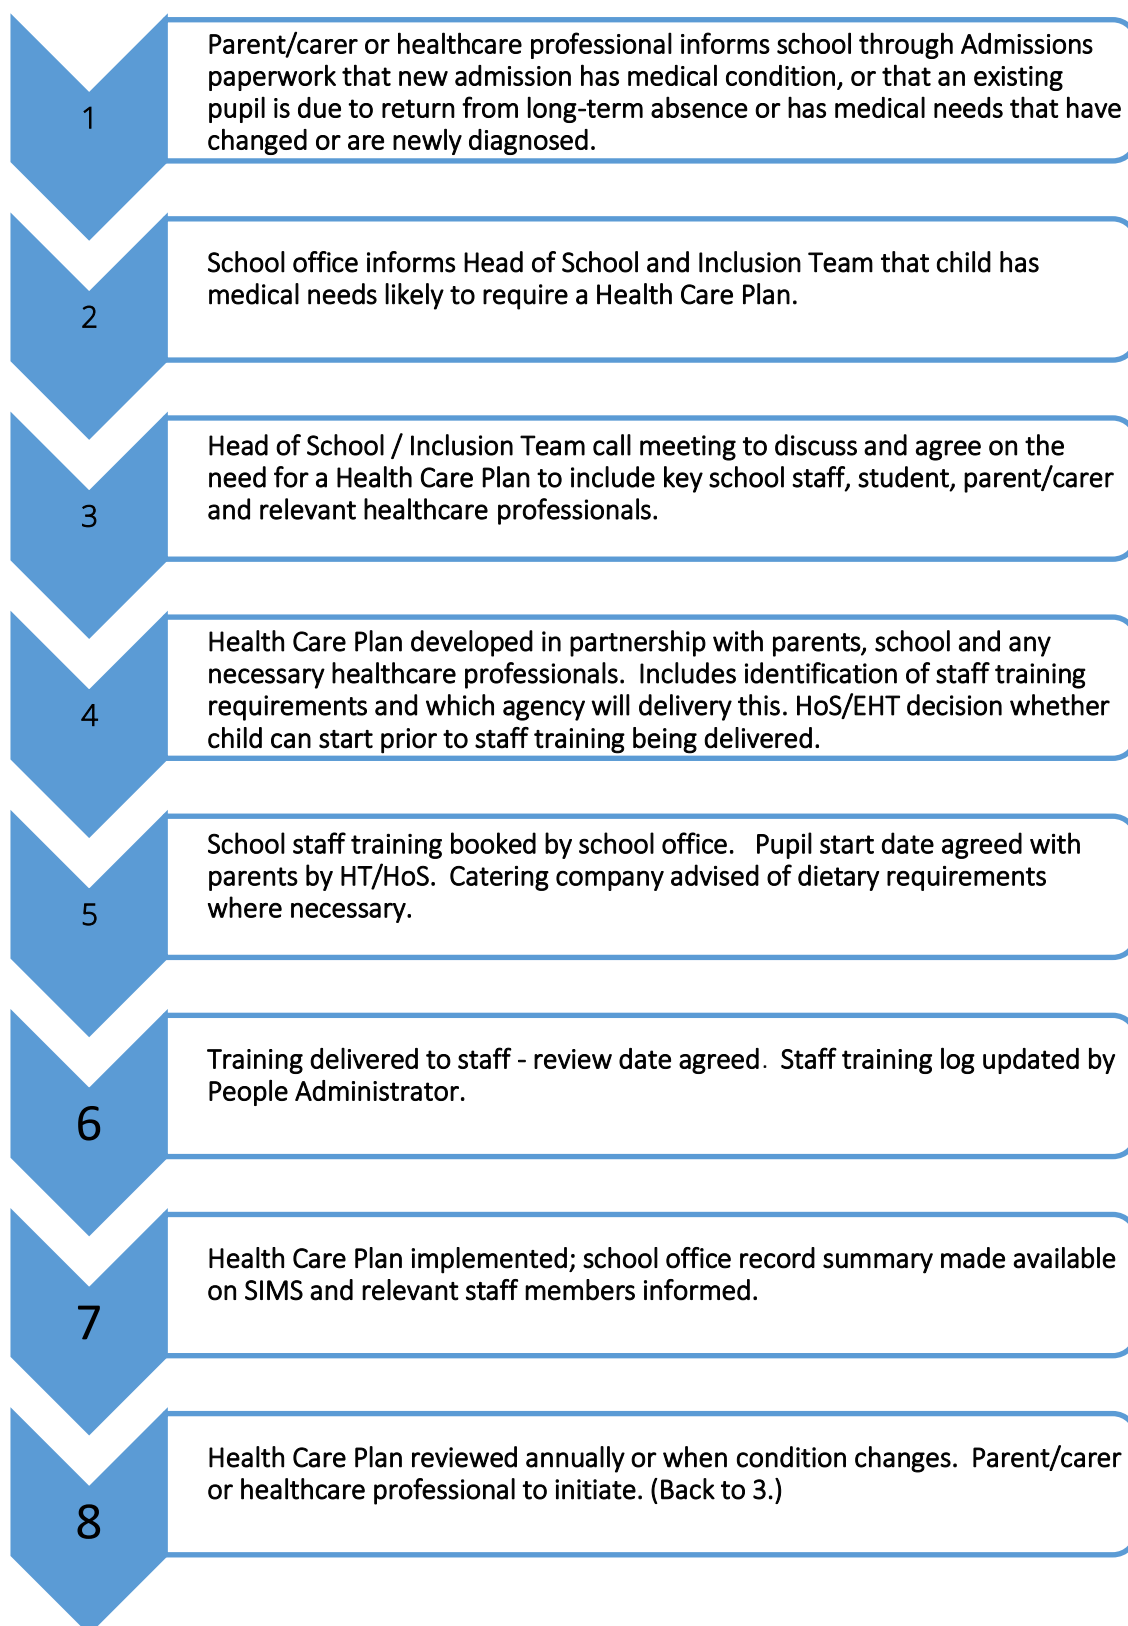 1
Parent/carer or healthcare professional informs school through Admissions
paperwork that new admission has medical condition, or that an existing
pupil is due to return from long-term absence or has medical needs that have
changed or are newly diagnosed.
2
School office informs Head of School and Inclusion Team that child has
medical needs likely to require a Health Care Plan.
3
Head of School / Inclusion Team call meeting to discuss and agree on the
need for a Health Care Plan to include key school staff, student, parent/carer
and relevant healthcare professionals.
4
Health Care Plan developed in partnership with parents, school and any
necessary healthcare professionals.  Includes identification of staff training
requirements and which agency will delivery this. HoS/EHT decision whether
child can start prior to staff training being delivered.
5
School staff training booked by school office.   Pupil start date agreed with
parents by HT/HoS.  Catering company advised of dietary requirements
where necessary.
6
Training delivered to staff - review date agreed.  Staff training log updated by
People Administrator.
7
Health Care Plan implemented; school office record summary made available
on SIMS and relevant staff members informed.
8
Health Care Plan reviewed annually or when condition changes.  Parent/carer
or healthcare professional to initiate. (Back to 3.)